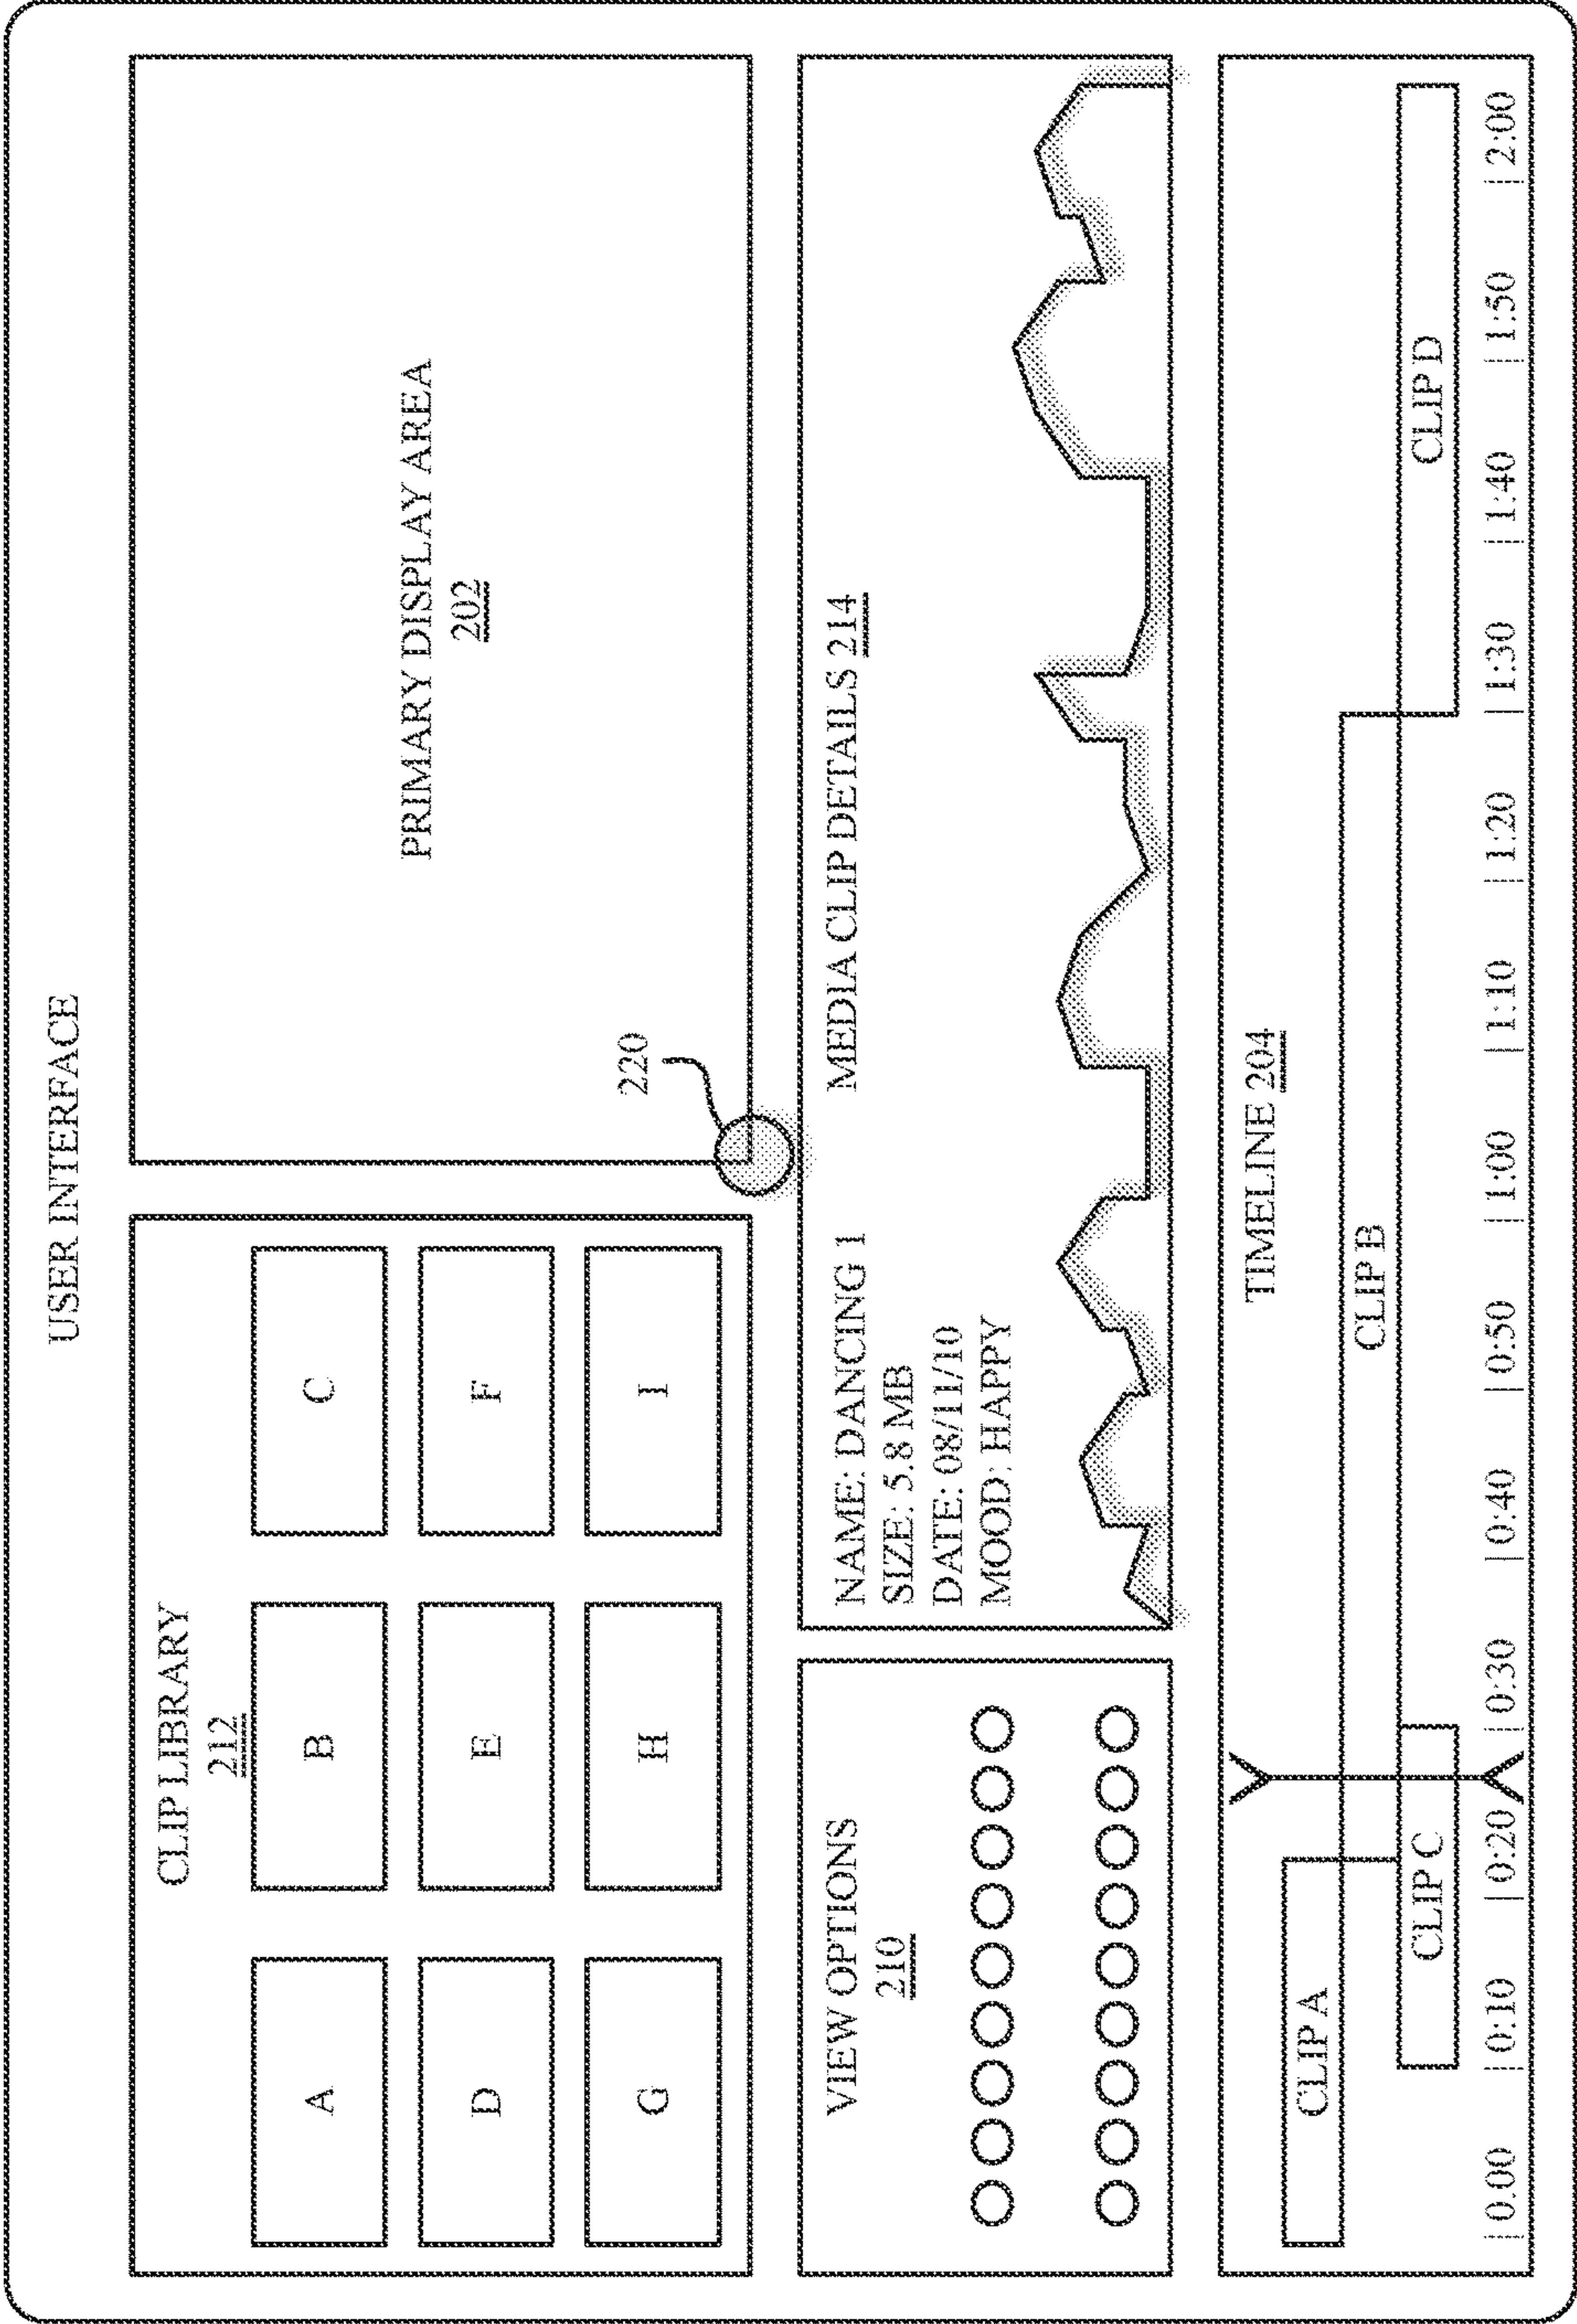 USER INTERFACE
CLIP LIBRARY
212
A
B
C
D
E
F
G
H
I
PRIMARY DISPLAY AREA
202
220
VIEW OPTIONS
210
NAME: DANCING 1
SIZE: 5.8 MB
DATE: 08/11/10
MOOD: HAPPY
MEDIA CLIP DETAILS 214
TIMELINE 204
CLIP A
CLIP B
CLIP C
CLIP D
|0.00 |0:10 |0:20 |0:30 |0:40 |0:50 |1:00 |1:10 |1:20 |1:30 |1:40 |1:50 |2:00